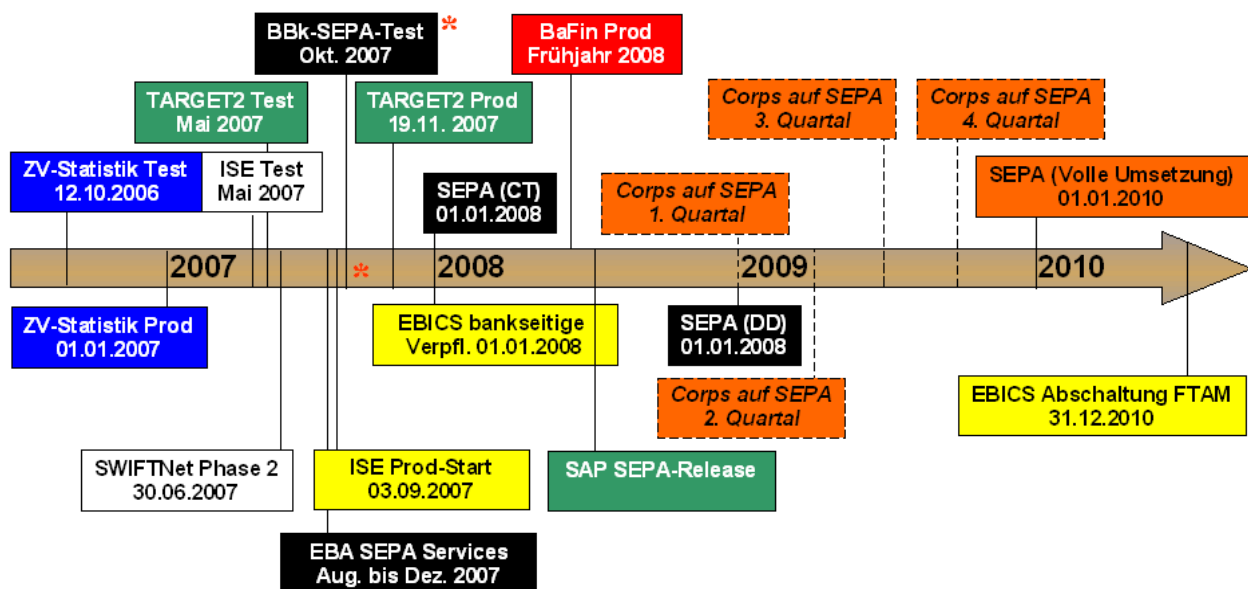 BBk-SEPA-Test *
Okt. 2007
BaFin Prod
Frühjahr 2008
TARGET2 Test
Mai 2007
TARGET2 Prod
19.11. 2007
Corps auf SEPA
3. Quartal
Corps auf SEPA
4. Quartal
ZV-Statistik Test
12.10.2006
ISE Test
Mai 2007
SEPA (CT)
01.01.2008
Corps auf SEPA
1. Quartal
SEPA (Volle Umsetzung)
01.01.2010
2007 * 2008 2009 2010
ZV-Statistik Prod
01.01.2007
EBICS bankseitige
Verpfl. 01.01.2008
SEPA (DD)
01.01.2008
Corps auf SEPA
2. Quartal
EBICS Abschaltung FTAM
31.12.2010
SWIFTNet Phase 2
30.06.2007
ISE Prod-Start
03.09.2007
SAP SEPA-Release
EBA SEPA Services
Aug. bis Dez. 2007